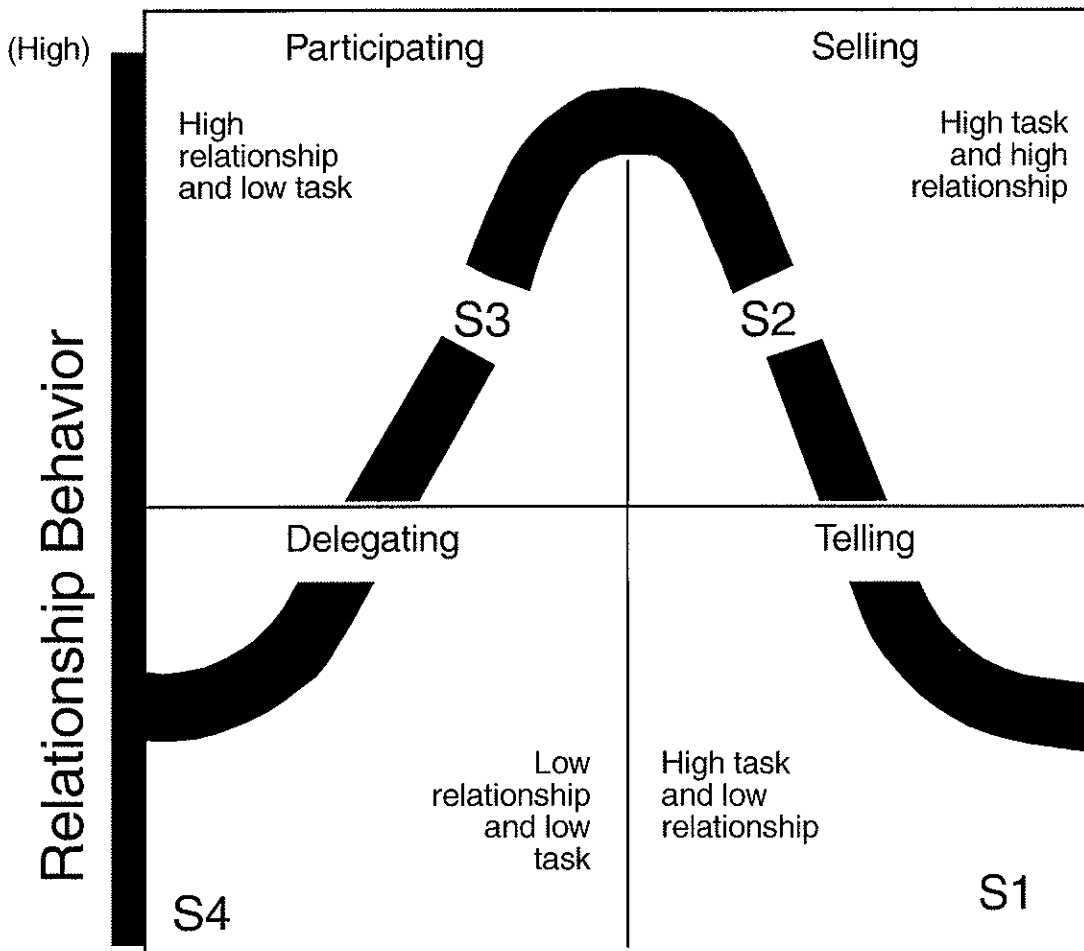 (High)
Participating
Selling
High
relationship
and low task
High task
and high
relationship
S3
S2
Relationship Behavior
Delegating
Telling
Low
relationship
and low
task
High task
and low
relationship
S4
S1